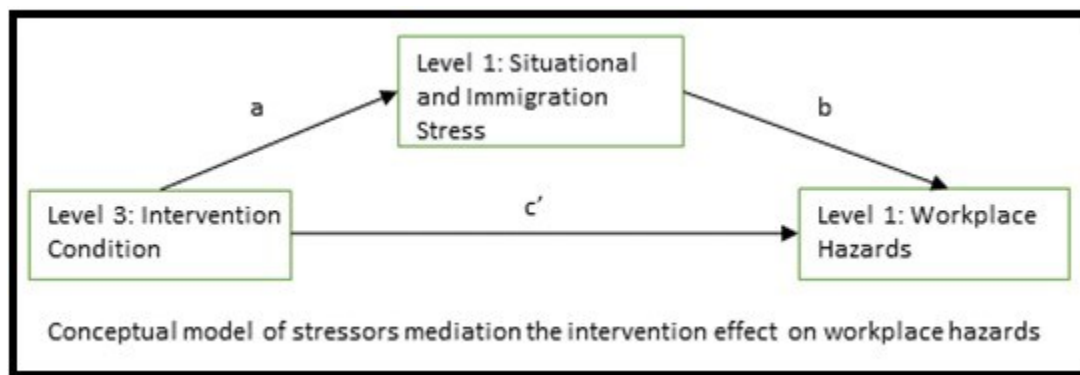 Level 1: Situational
and Immigration
Stress
a
b
Level 3: Intervention
Condition
c’
Level 1: Workplace
Hazards
Conceptual model of stressors mediation the intervention effect on workplace hazards